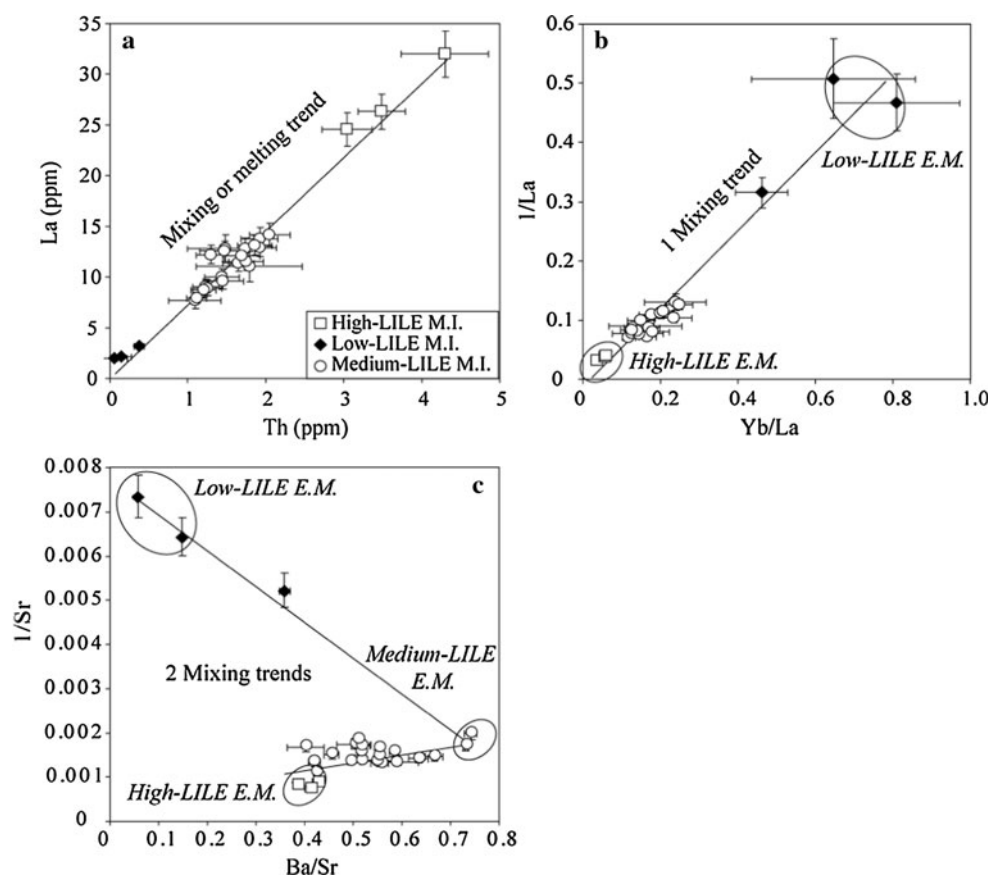 a
35
30
25
20
15
10
5
0
La (ppm)
Mixing or melting trend
High-LILE M.I.
Low-LILE M.I.
Medium-LILE M.I.
0 1 2 3 4 5
Th (ppm)
b
0.6
0.5
0.4
0.3
0.2
0.1
0
1/La
Low-LILE E.M.
1 Mixing trend
High-LILE E.M.
0 0.2 0.4 0.6 0.8 1.0
Yb/La
c
0.008
0.007
0.006
0.005
0.004
0.003
0.002
0.001
0
1/Sr
Low-LILE E.M.
2 Mixing trends
Medium-LILE
E.M.
High-LILE E.M.
0 0.1 0.2 0.3 0.4 0.5 0.6 0.7 0.8
Ba/Sr